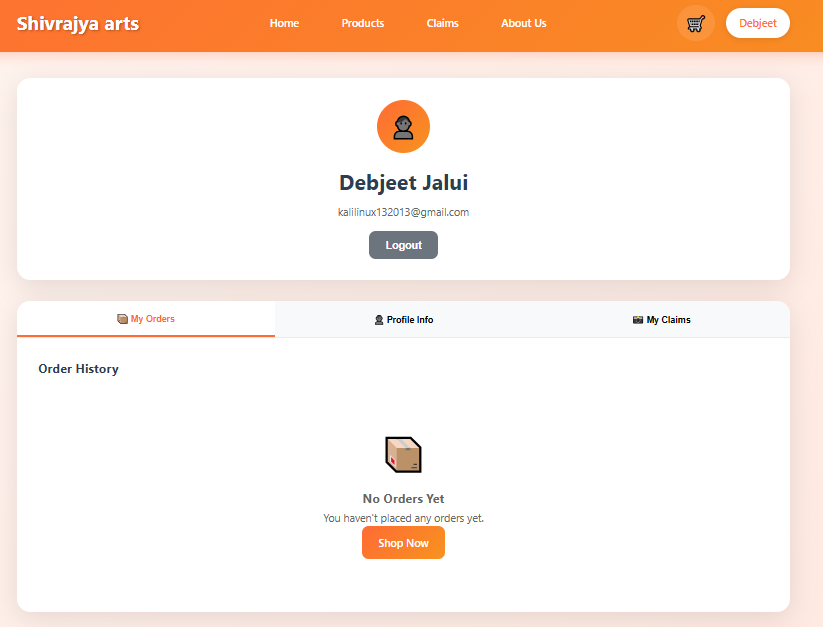 Shivrajya arts
Home
Products
Claims
About Us
Debjeet
Debjeet Jalui
kalilinux132013@gmail.com
Logout
My Orders
Profile Info
My Claims
Order History
No Orders Yet
You haven't placed any orders yet.
Shop Now